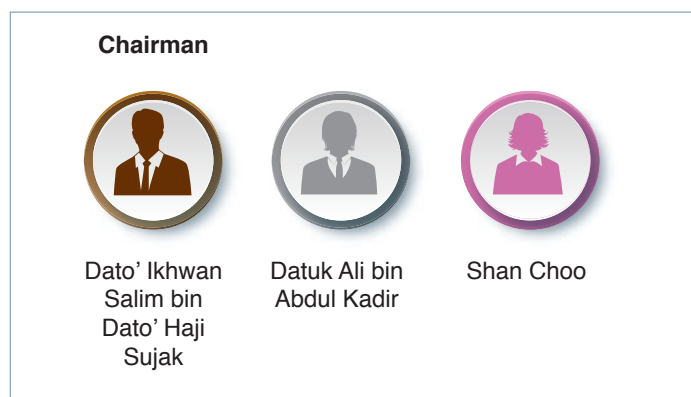 Chairman
Dato’ Ikhwan
Salim bin
Dato’ Haji
Sujak
Datuk Ali bin
Abdul Kadir
Shan Choo